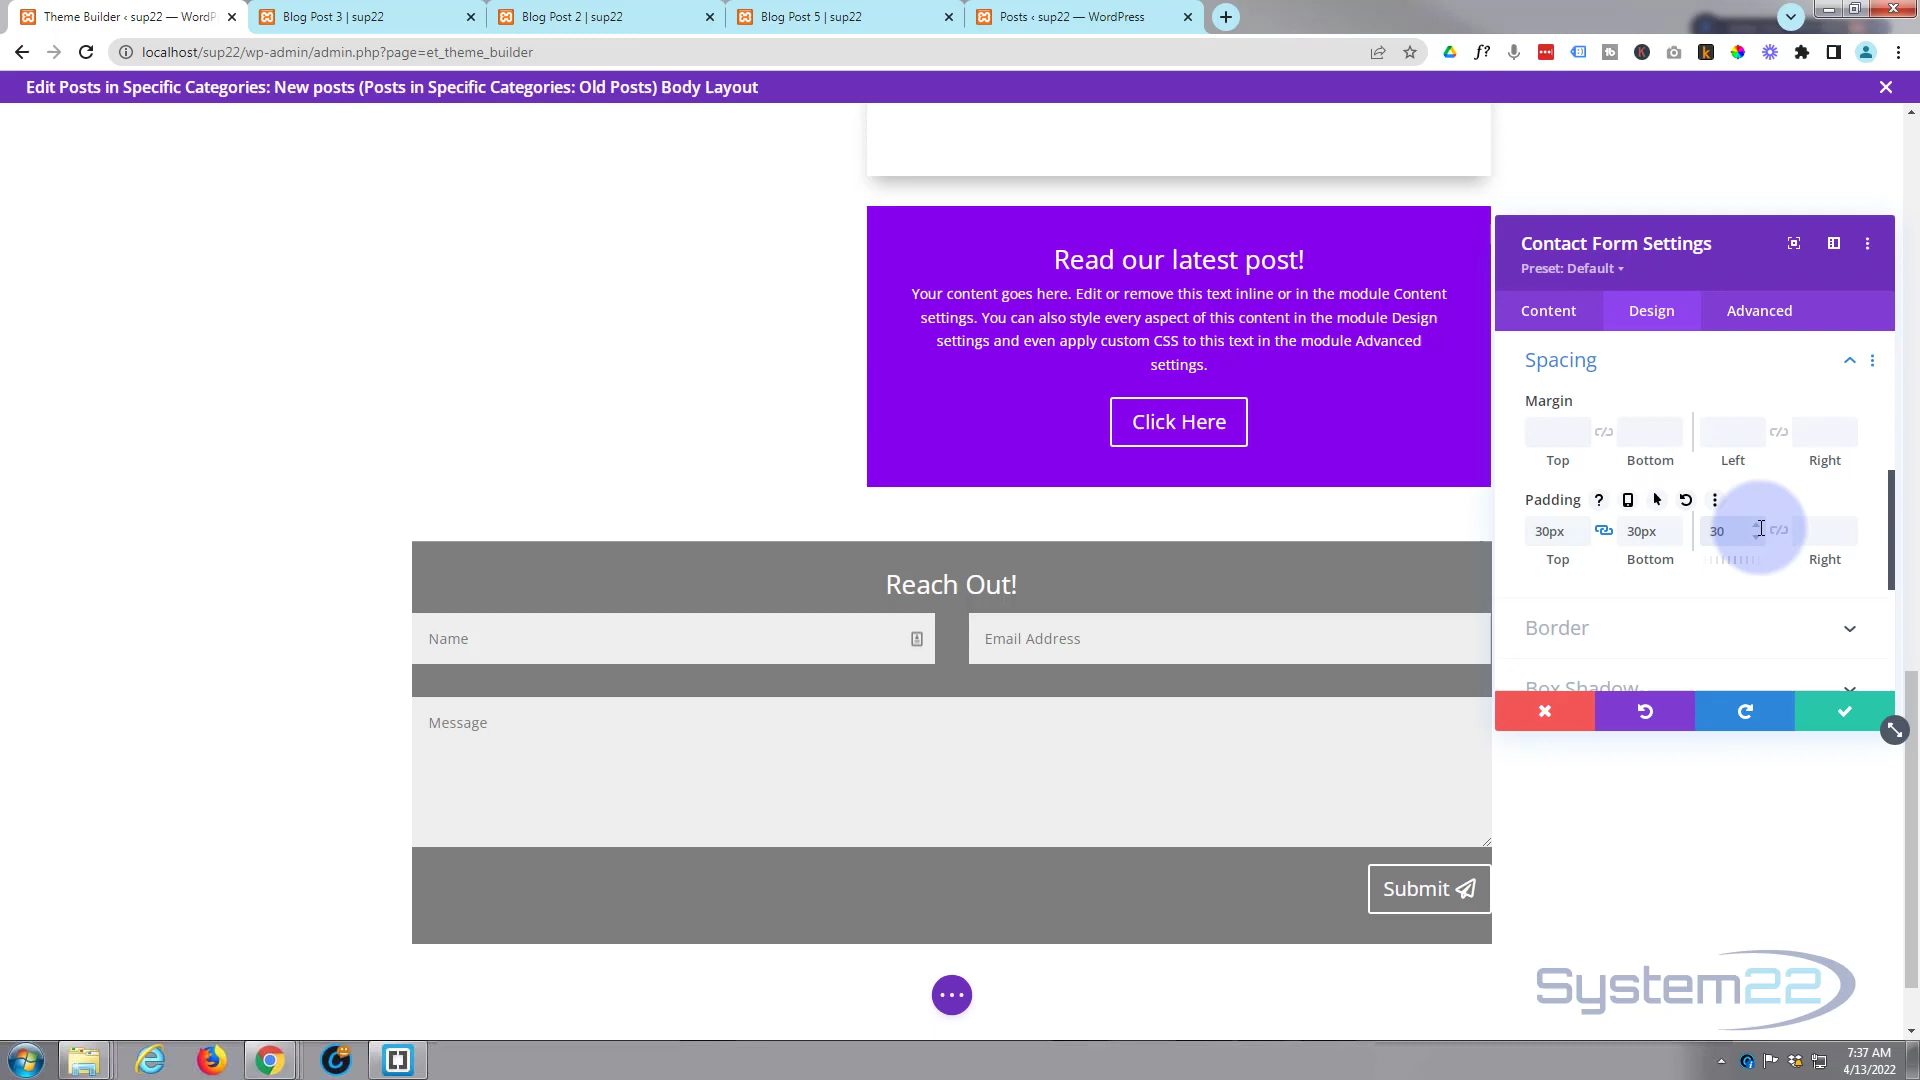 Theme Builder ‹ sup22 — WordP
Blog Post 3 | sup22
Blog Post 2 | sup22
Blog Post 5 | sup22
Posts ‹ sup22 — WordPress
localhost/sup22/wp-admin/admin.php?page=et_theme_builder
Edit Posts in Specific Categories: New posts (Posts in Specific Categories: Old Posts) Body Layout
Read our latest post!
Your content goes here. Edit or remove this text inline or in the module Content
settings. You can also style every aspect of this content in the module Design
settings and even apply custom CSS to this text in the module Advanced
settings.
Click Here
Contact Form Settings
Preset: Default
Content
Design
Advanced
Spacing
Margin
Top
Bottom
Left
Right
Padding
30px
30px
30
Top
Bottom
Right
Border
Box Shadow
Reach Out!
Name
Email Address
Message
Submit
System22
7:37 AM
4/13/2022